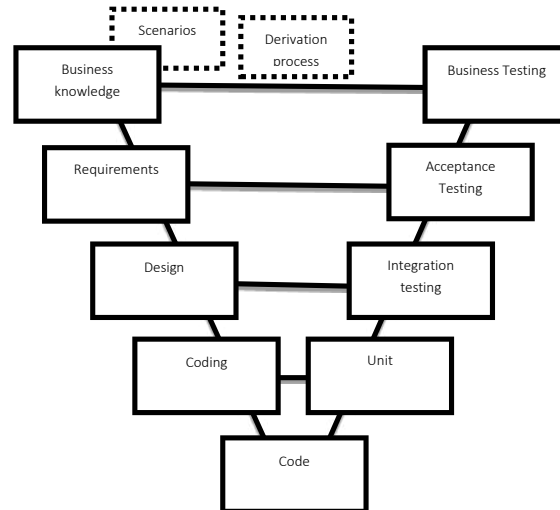 Scenarios
Derivation
process
Business
knowledge
Business Testing
Requirements
Acceptance
Testing
Design
Integration
testing
Coding
Unit
Code